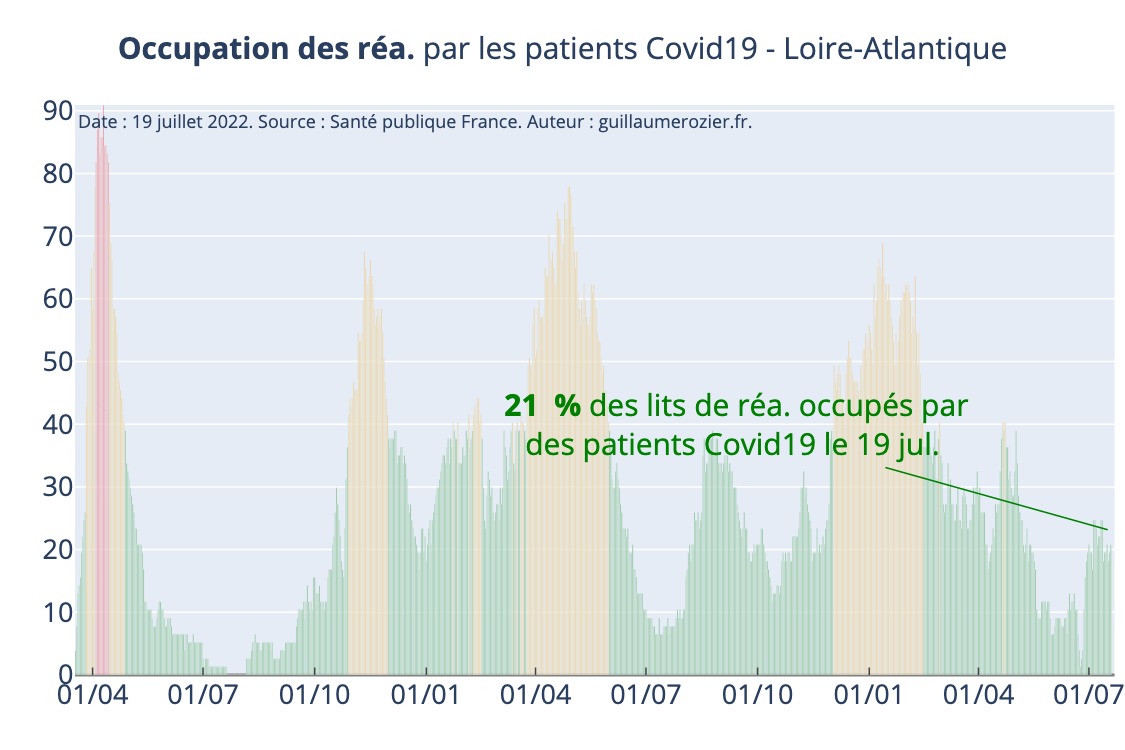 Occupation des réa. par les patients Covid19 - Loire-Atlantique
90
Date : 19 juillet 2022. Source : Santé publique France. Auteur : guillaumerozier.fr.
80
70
60
50
40
30
20
10
0
21 % des lits de réa. occupés par
des patients Covid19 le 19 jul.
01/04 01/07 01/10 01/01 01/04 01/07 01/10 01/01 01/04 01/07